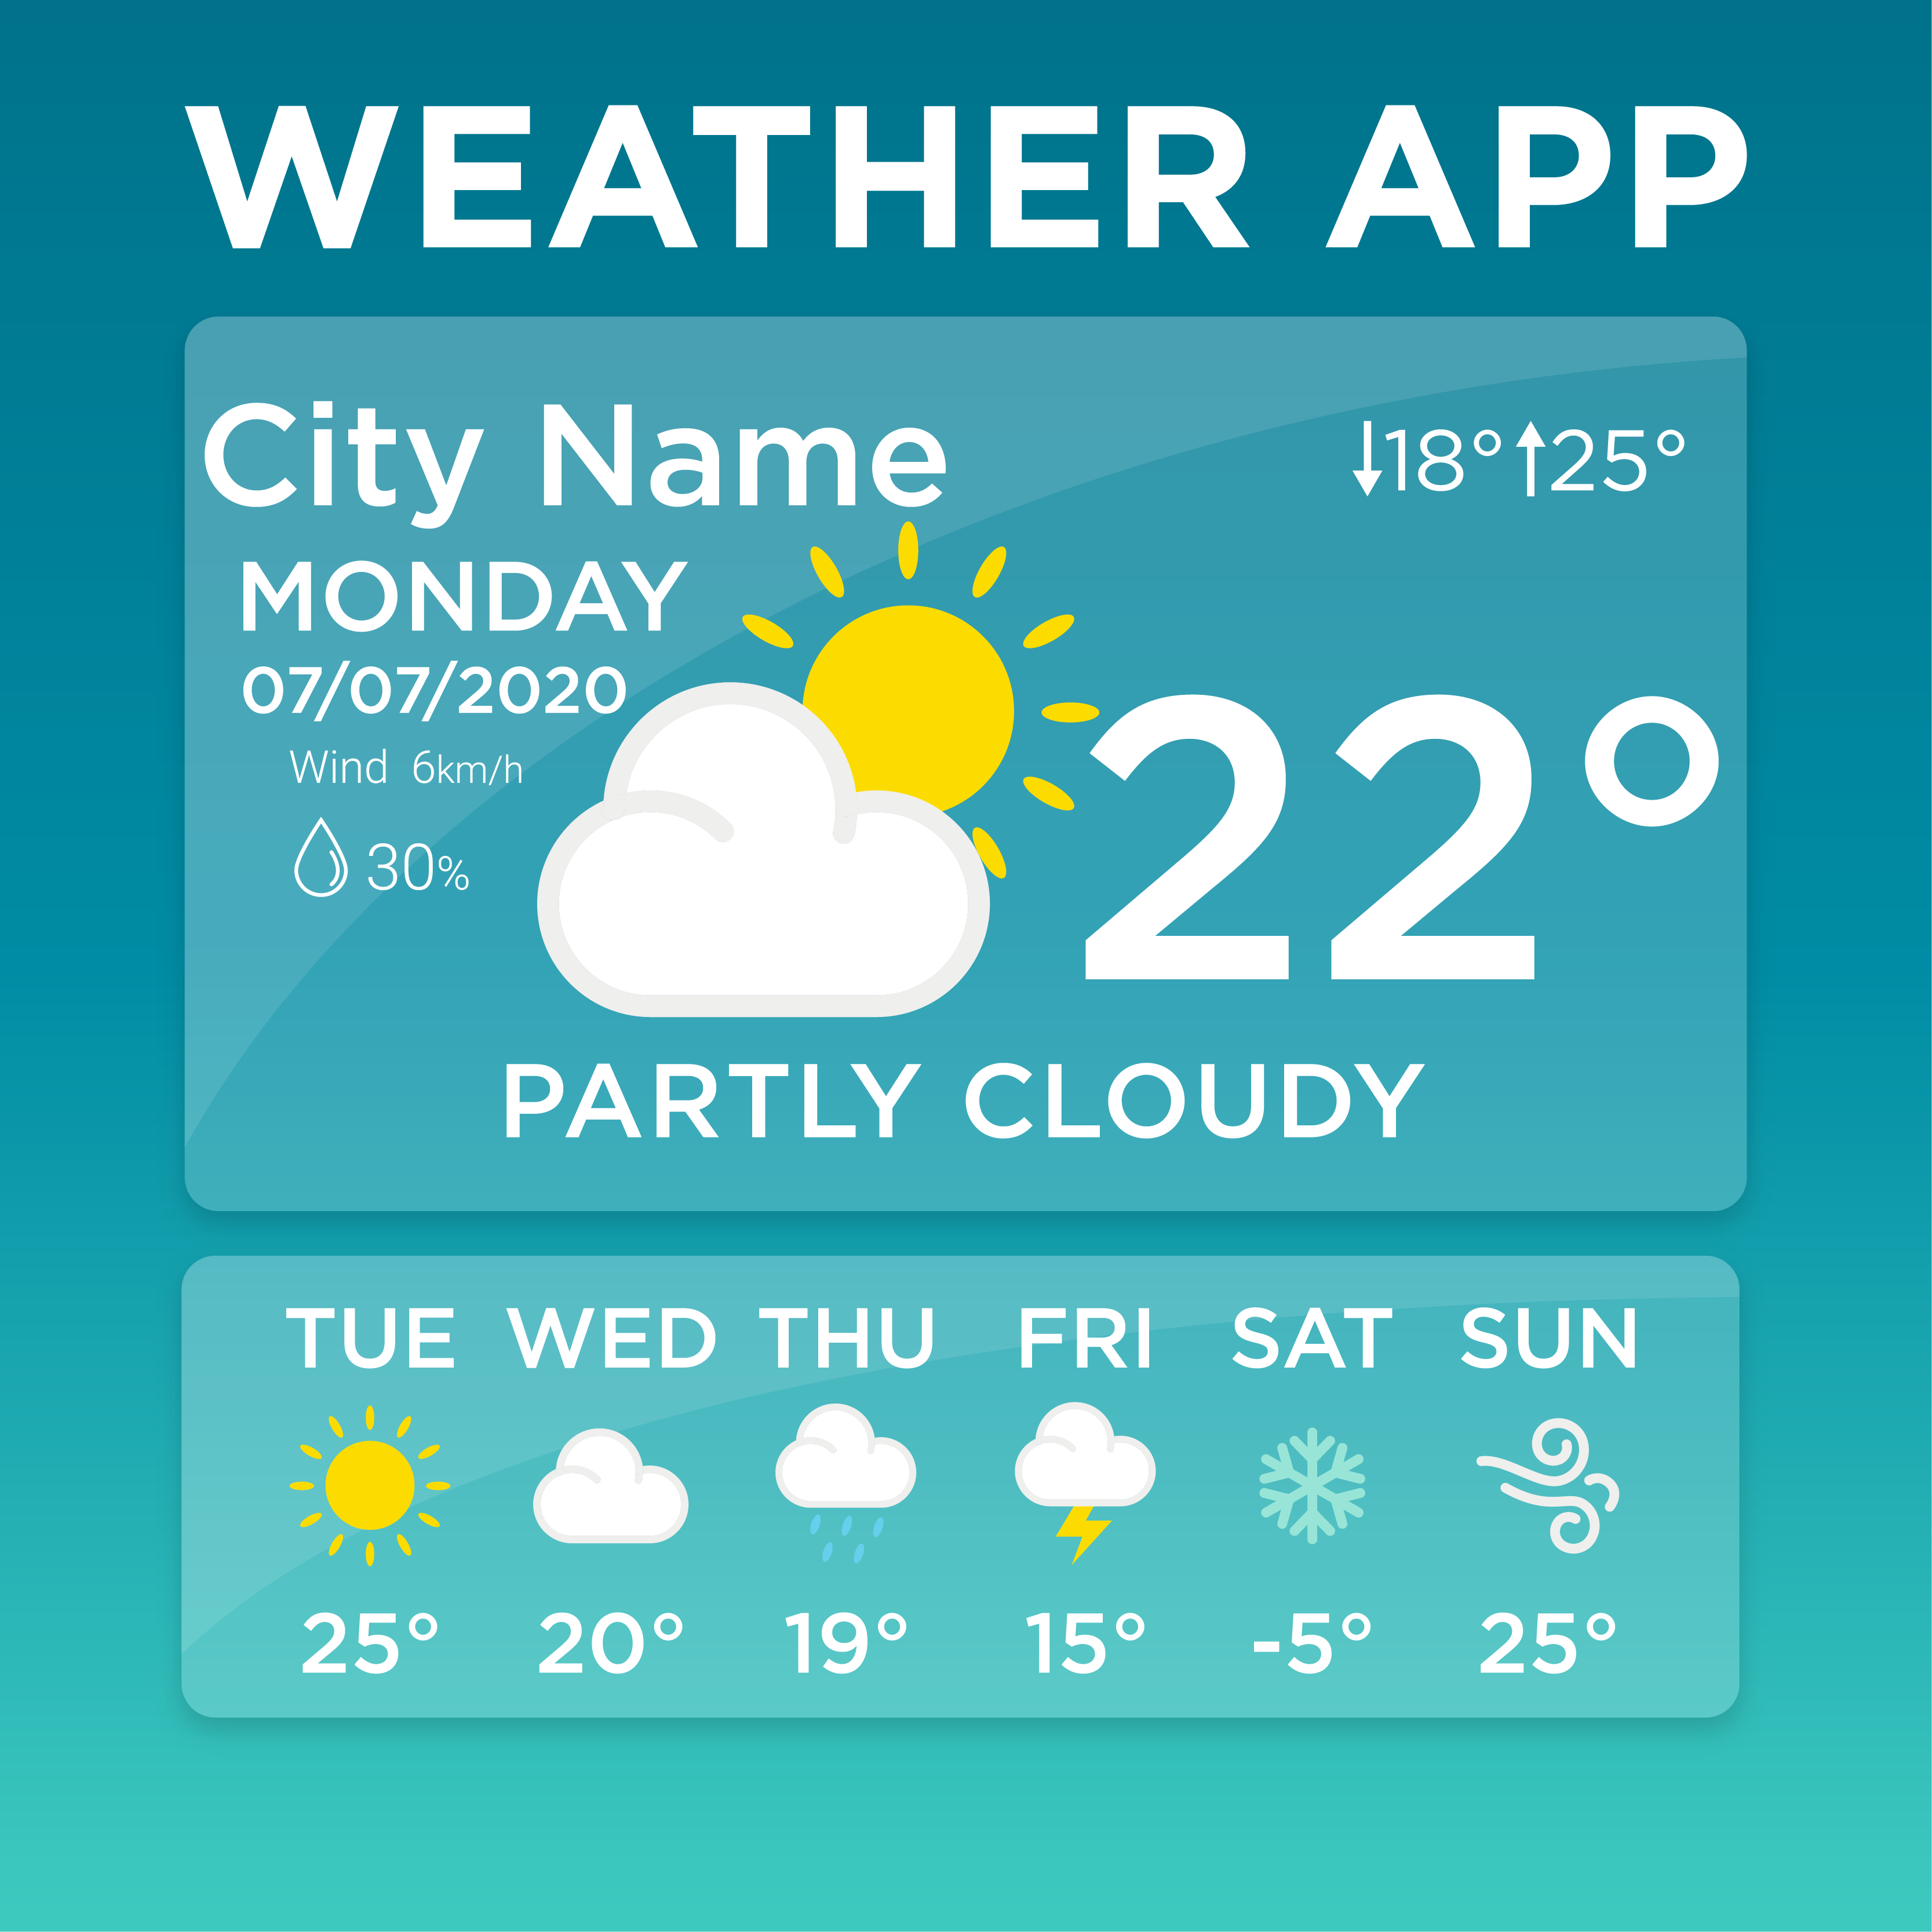 WEATHER APP
City Name
↓18° ↑25°
MONDAY
07/07/2020
Wind 6km/h
30%
22°
PARTLY CLOUDY
TUE WED THU FRI SAT SUN
25° 20° 19° 15° -5° 25°